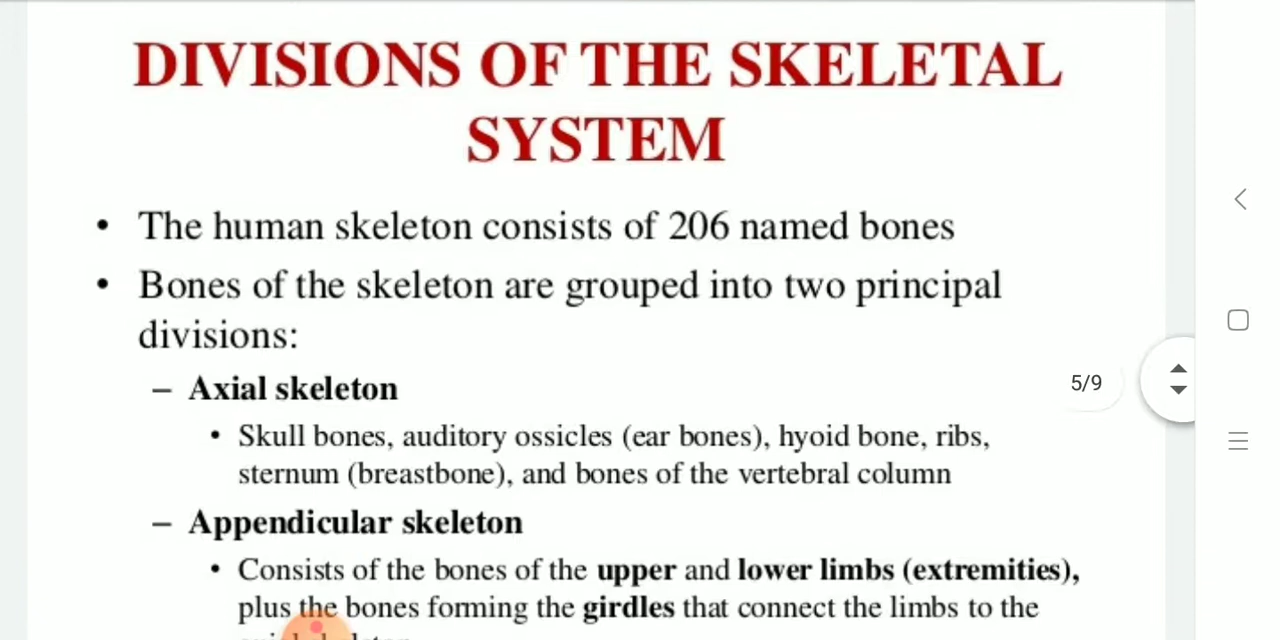 DIVISIONS OF THE SKELETAL
SYSTEM
• The human skeleton consists of 206 named bones
• Bones of the skeleton are grouped into two principal
divisions:
– Axial skeleton
• Skull bones, auditory ossicles (ear bones), hyoid bone, ribs,
sternum (breastbone), and bones of the vertebral column
5/9
– Appendicular skeleton
• Consists of the bones of the upper and lower limbs (extremities),
plus the bones forming the girdles that connect the limbs to the